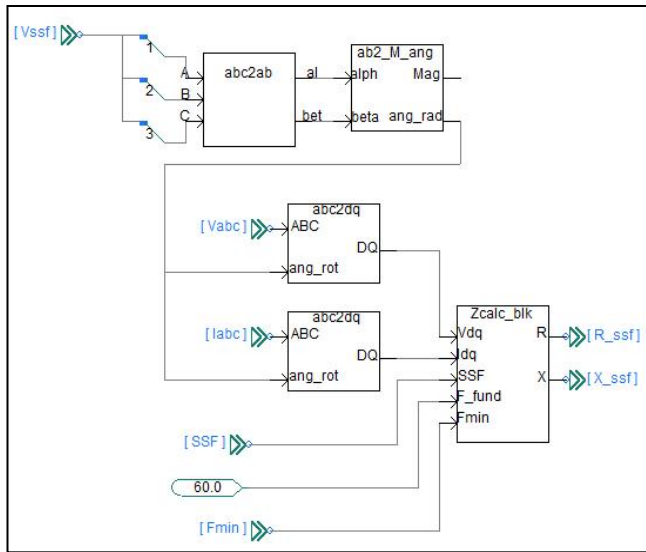 [Vssf]
1
2
3
A
B
C
abc2ab
al
bet
ab2_M_ang
alph
beta
Mag
ang_rad
[Vabc]
abc2dq
ABC
DQ
ang_rot
[Iabc]
abc2dq
ABC
DQ
ang_rot
Zcalc_blk
Vdq
Idq
SSF
F_fund
Fmin
R
X
[R_ssf]
[X_ssf]
[SSF]
60.0
[Fmin]